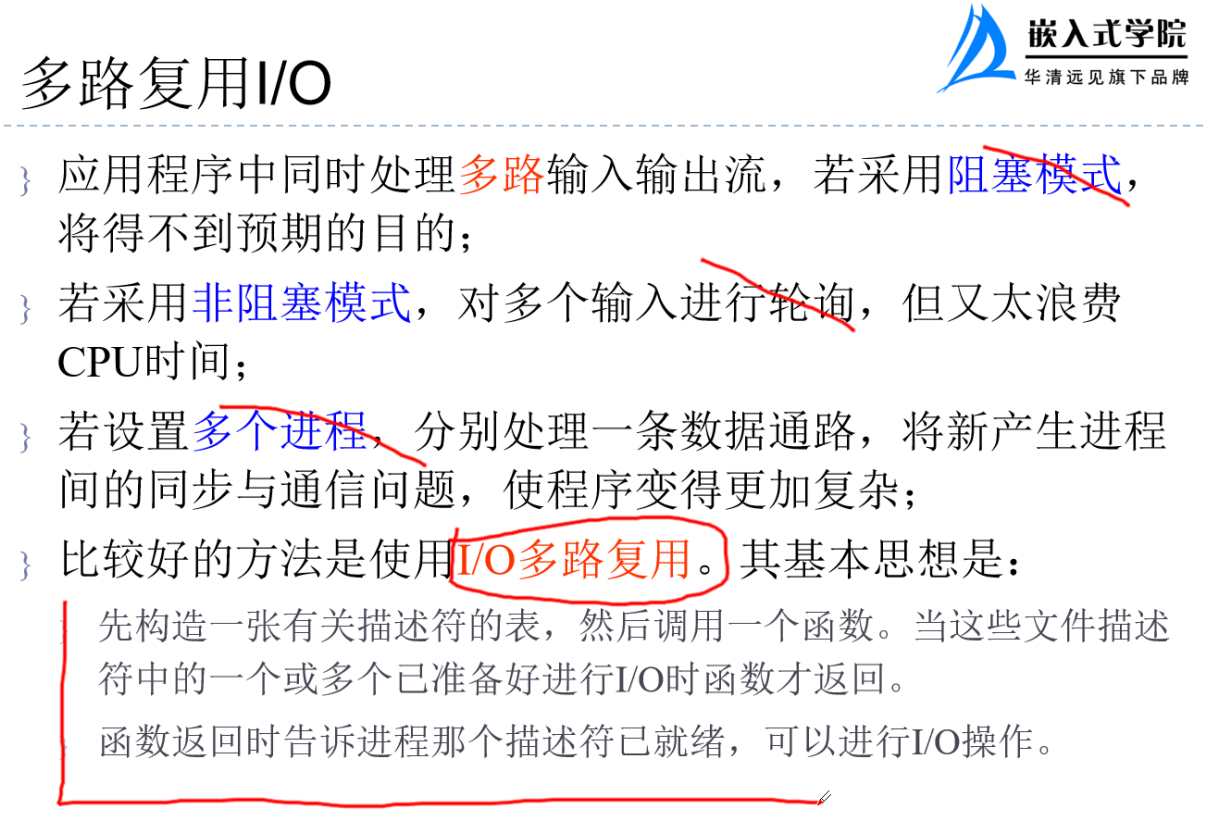 嵌入式学院
华清远见旗下品牌
多路复用I/O
应用程序中同时处理多路输入输出流，若采用阻塞模式，
将得不到预期的目的；
若采用非阻塞模式，对多个输入进行轮询，但又太浪费
CPU时间；
若设置多个进程，分别处理一条数据通路，将新产生进程
间的同步与通信问题，使程序变得更加复杂；
比较好的方法是使用I/O多路复用。其基本思想是：
先构造一张有关描述符的表，然后调用一个函数。当这些文件描述
符中的一个或多个已准备好进行I/O时函数才返回。
函数返回时告诉进程那个描述符已就绪，可以进行I/O操作。